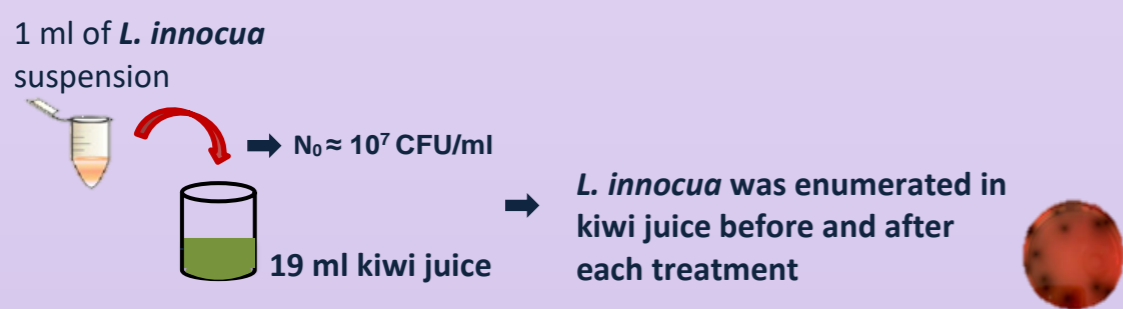 1 ml of L. innocua
suspension
N₀ ≈ 10⁷ CFU/ml
19 ml kiwi juice
L. innocua was enumerated in
kiwi juice before and after
each treatment